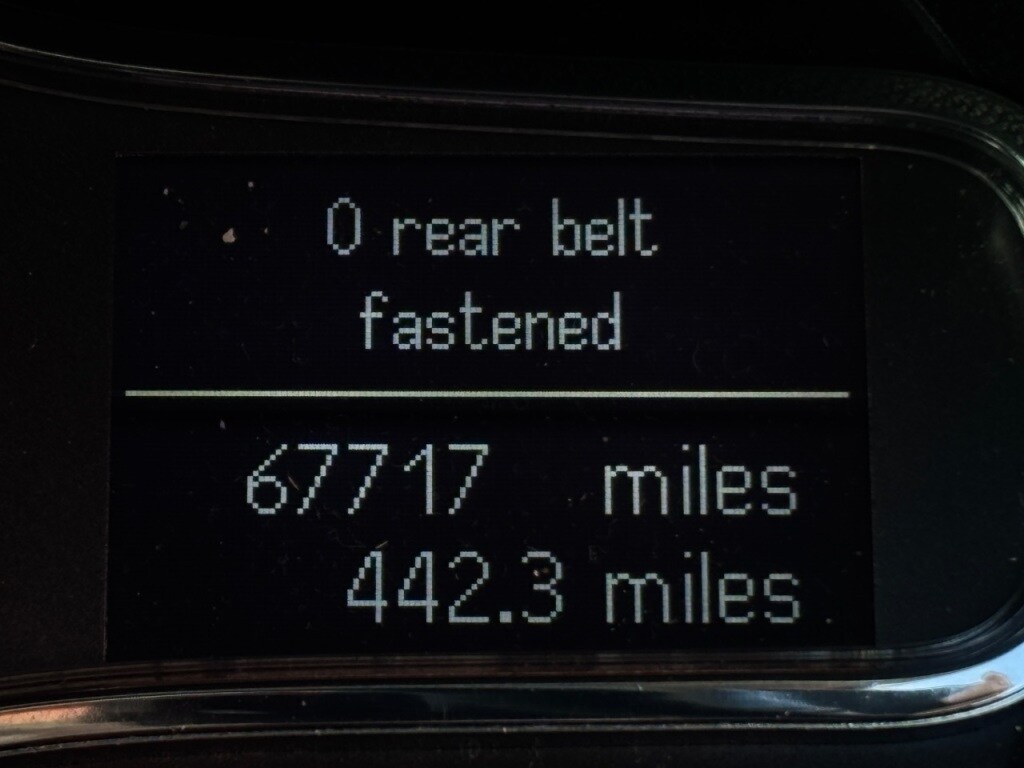 0 rear belt
fastened
67717 miles
442.3 miles